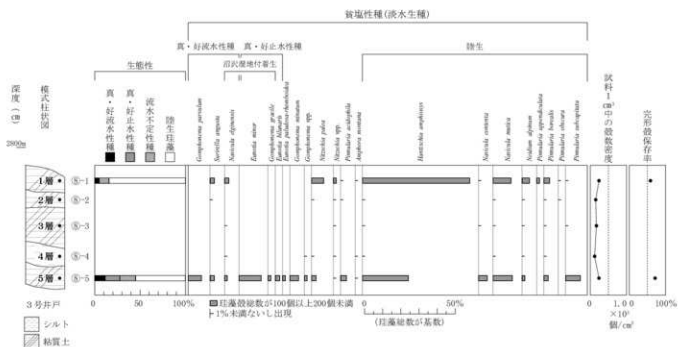 貧塩性種(淡水生種)
真・好流水性種 真・好止水性種
陸生
沼沢湿地付着生
生態性
深度(cm)
模式柱状図
真・好流水性種
真・好止水性種
流水不定性種
陸生珪藻
Gomphonema parvulum
Surirella angusta
Navicula elginensis
Eunotia minor
Gomphonema gracile
Eunotia bilunaris
Eunotia paludosa-rhomboidea
Gomphonema minutum
Gomphonema spp.
Nitzschia palea
Nitzschia spp.
Pinnularia acidophila
Amphora montana
Hantzschia amphioxys
Navicula contenta
Navicula mutica
Neidium alpinum
Pinnularia appendiculata
Pinnularia borealis
Pinnularia obscura
Pinnularia subcapitata
試料1cm³中の殻数密度
完形殻保存率
1層 Ⓢ-1
2層 Ⓢ-2
3層 Ⓢ-3
4層 Ⓢ-4
5層 Ⓢ-5
3号井戸
シルト
粘質土
0 100%
珪藻殻総数が100個以上200個未満
1%未満ないし出現
0 50%
(珪藻総数が基数)
0 1.0
個/cm³
0 100%